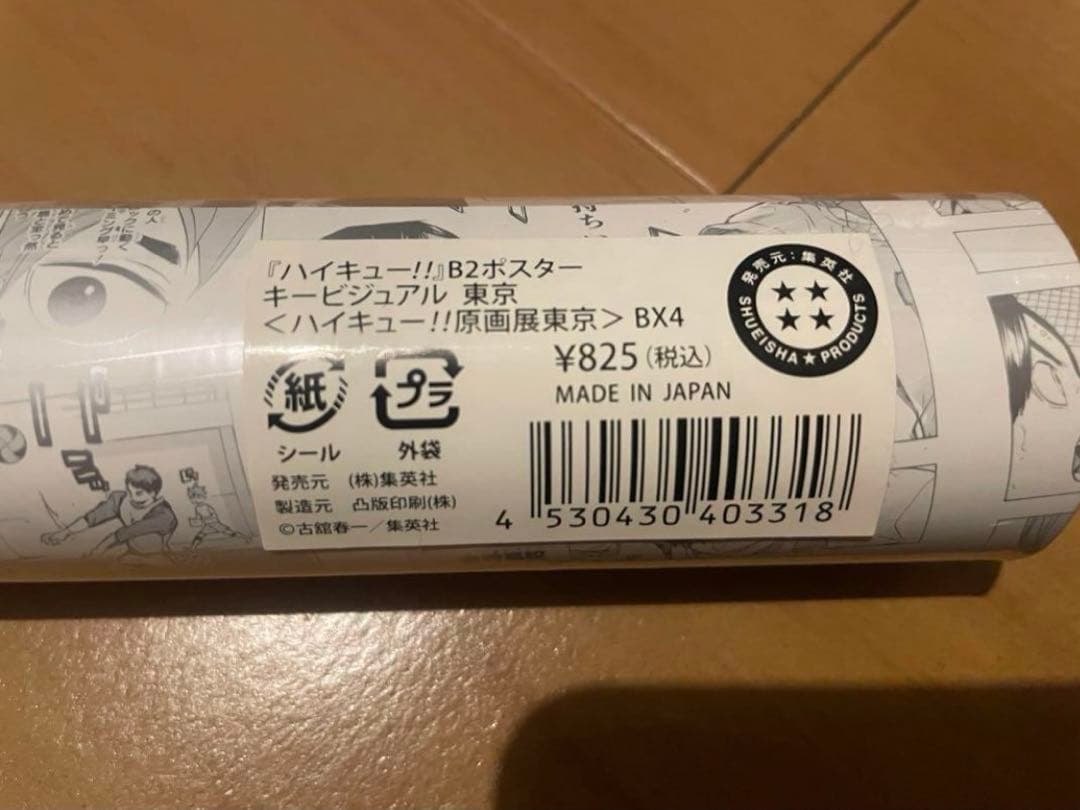 『ハイキュー!!』B2ポスター
キービジュアル 東京
<ハイキュー!!原画展東京> BX4
¥825(税込)
MADE IN JAPAN
発売元:集英社
SHUEISHA★PRODUCTS
紙
シール
プラ
外袋
発売元 (株)集英社
製造元 凸版印刷(株)
©古舘春一/集英社
4 530430 403318